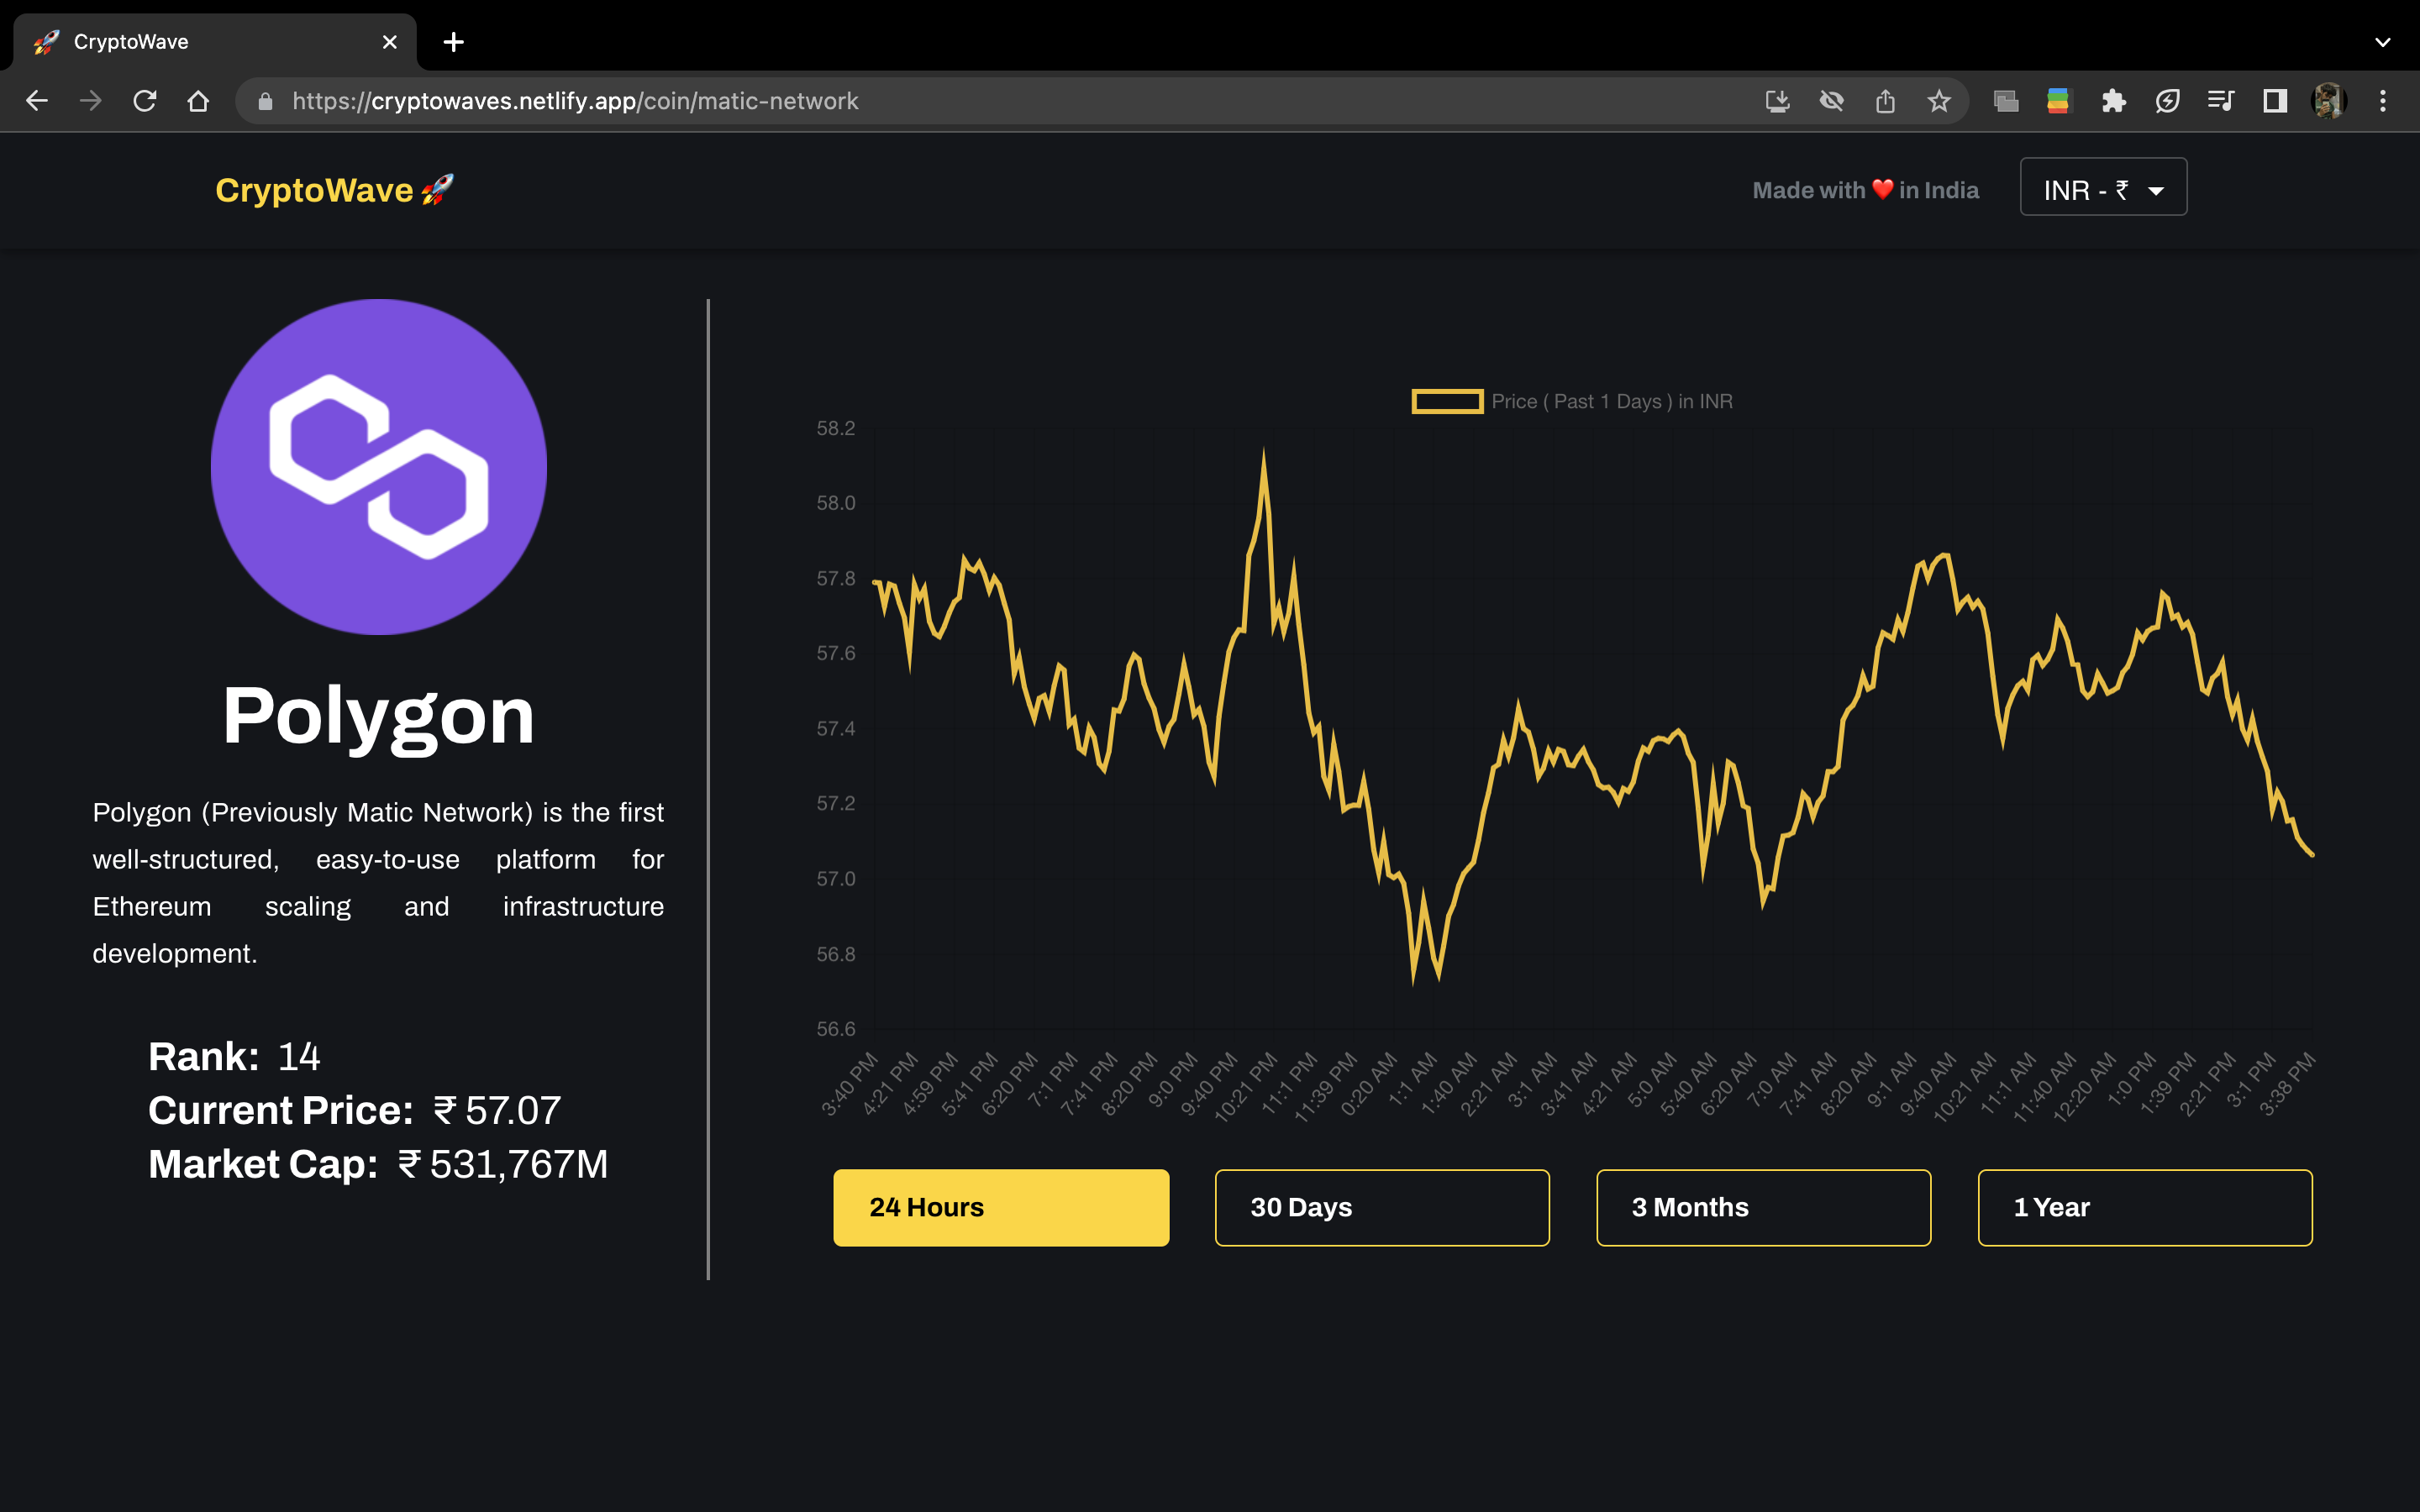 CryptoWave
https://cryptowaves.netlify.app/coin/matic-network
CryptoWave 🚀
Made with ❤️ in India
INR - ₹
Polygon
Polygon (Previously Matic Network) is the first
well-structured, easy-to-use platform for
Ethereum scaling and infrastructure
development.
Rank: 14
Current Price: ₹ 57.07
Market Cap: ₹ 531,767M
Price ( Past 1 Days ) in INR
58.2
58.0
57.8
57.6
57.4
57.2
57.0
56.8
56.6
3:40 PM
4:21 PM
4:59 PM
5:41 PM
6:20 PM
7:1 PM
7:41 PM
8:20 PM
9:0 PM
9:40 PM
10:21 PM
11:1 PM
11:39 PM
0:20 AM
1:1 AM
1:40 AM
2:21 AM
3:1 AM
3:41 AM
4:21 AM
5:0 AM
5:40 AM
6:20 AM
7:0 AM
7:41 AM
8:20 AM
9:1 AM
9:40 AM
10:21 AM
11:1 AM
11:40 AM
12:20 AM
1:0 PM
1:39 PM
2:21 PM
3:1 PM
3:38 PM
24 Hours
30 Days
3 Months
1 Year